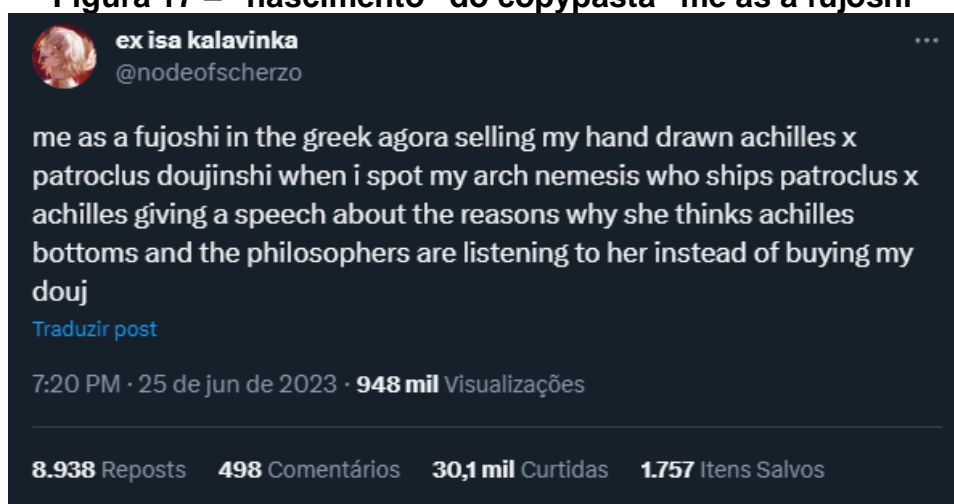 Figura 17 – "nascimento" do copypasta "me as a fujoshi"
ex isa kalavinka
@nodeofscherzo
me as a fujoshi in the greek agora selling my hand drawn achilles x
patroclus doujinshi when i spot my arch nemesis who ships patroclus x
achilles giving a speech about the reasons why she thinks achilles
bottoms and the philosophers are listening to her instead of buying my
douj
Traduzir post
7:20 PM · 25 de jun de 2023 · 948 mil Visualizações
8.938 Reposts 498 Comentários 30,1 mil Curtidas 1.757 Itens Salvos